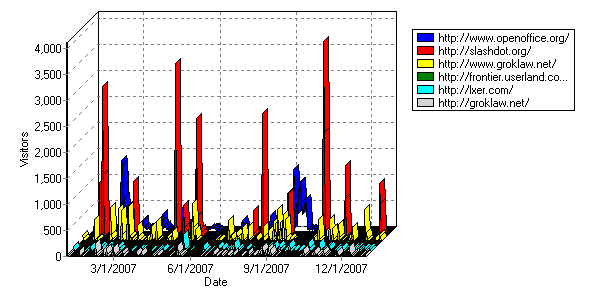 4,000
3,500
3,000
2,500
2,000
1,500
1,000
500
0
Visitors
3/1/2007 6/1/2007 9/1/2007 12/1/2007
Date
http://www.openoffice.org/
http://slashdot.org/
http://www.groklaw.net/
http://frontier.userland.co...
http://lxer.com/
http://groklaw.net/